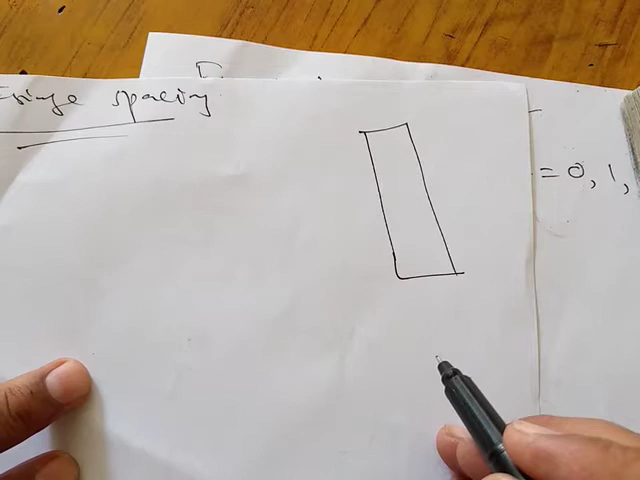 Fringe spacing
= 0, 1,